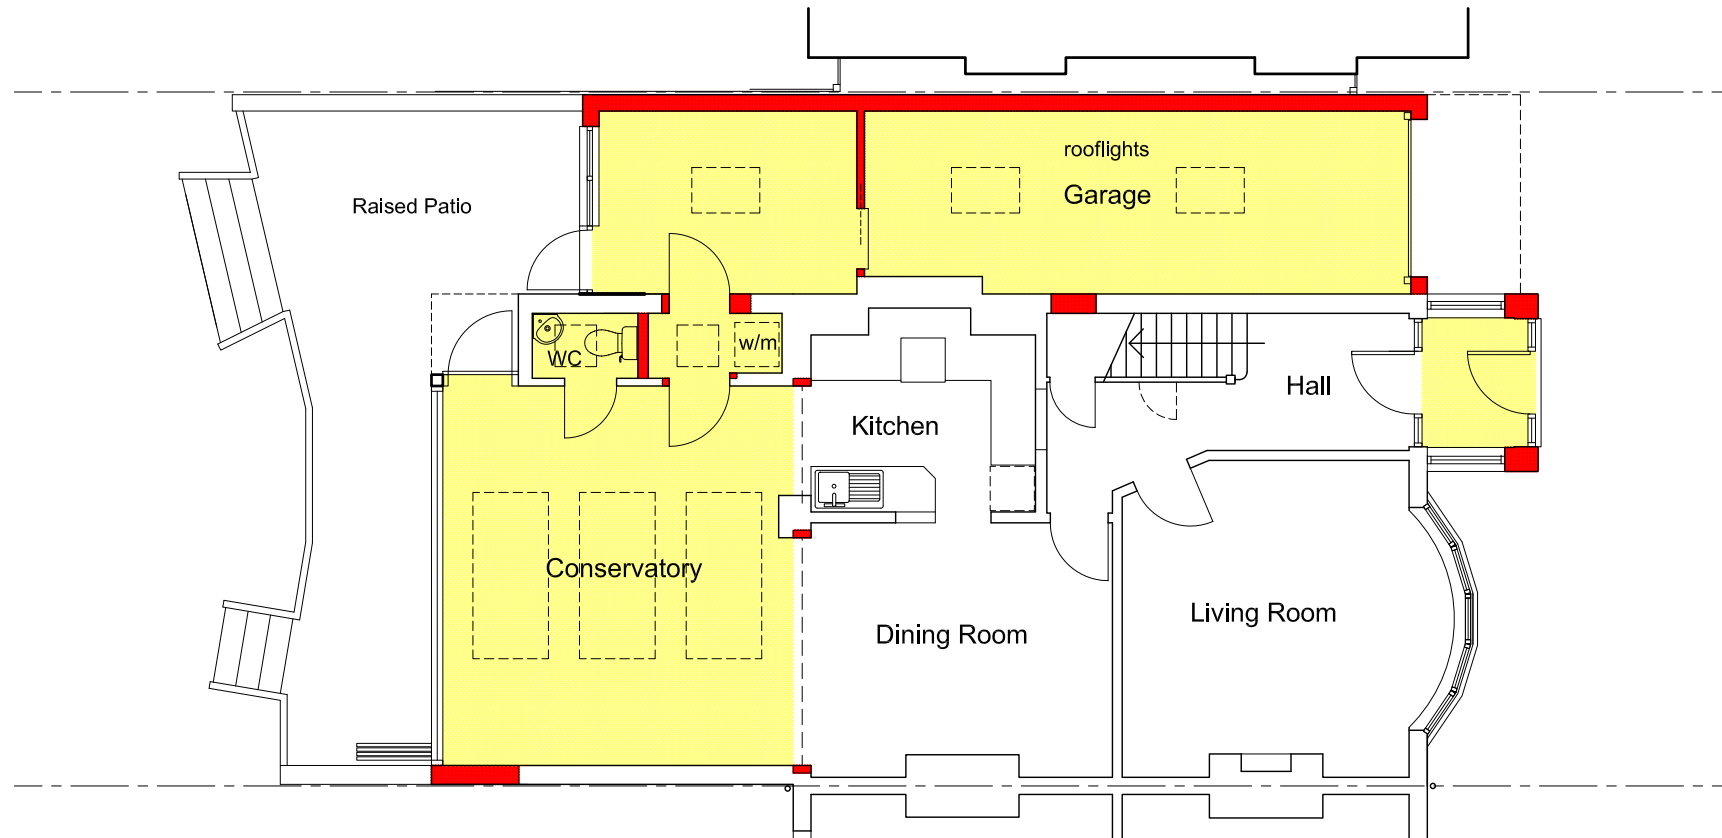 rooflights
Garage
Raised Patio
WC
w/m
Hall
Kitchen
Conservatory
Living Room
Dining Room